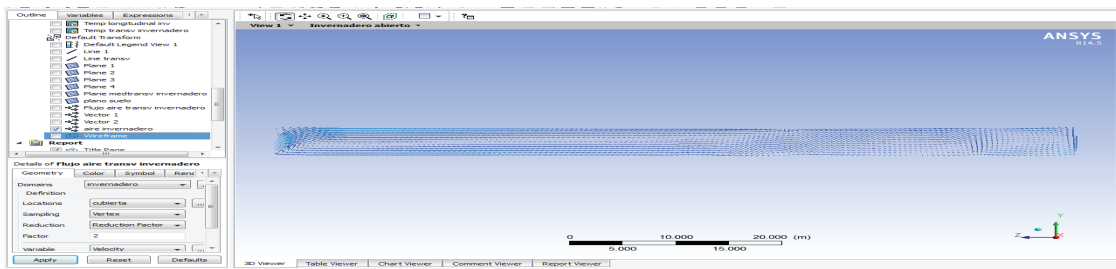 Outline Variables Expressions
Temp longitudinal inv
Temp transv invernadero
Default Transform
Default Legend View 1
Line 1
Line transv
Plane 1
Plane 2
Plane 3
Plane 4
Plane medtransv invernadero
plano suelo
Flujo aire transv invernadero
Vector 1
Vector 2
aire invernadero
Wireframe
Report
Title Page
Details of Flujo aire transv invernadero
Geometry Color Symbol Renc
Domains invernadero ...
Definition
Locations cubierta ...
Sampling Vertex
Reduction Reduction Factor
Factor 2
Variable Velocity ...
Apply Reset Defaults
View 1 Invernadero abierto
ANSYS
R14.5
0 10.000 20.000 (m)
5.000 15.000
Y
Z X
3D Viewer Table Viewer Chart Viewer Comment Viewer Report Viewer